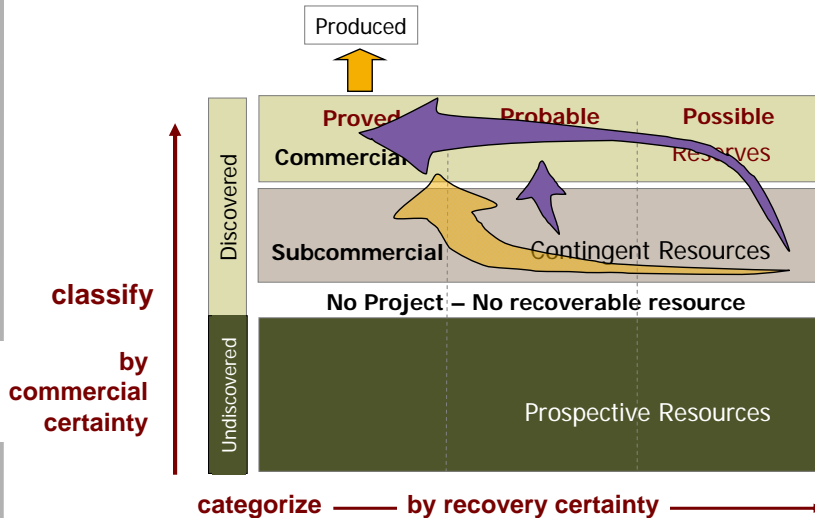 Produced
Proved Probable Possible
Commercial Reserves
Discovered
Subcommercial Contingent Resources
classify
No Project – No recoverable resource
by
commercial
certainty
Undiscovered
Prospective Resources
categorize by recovery certainty